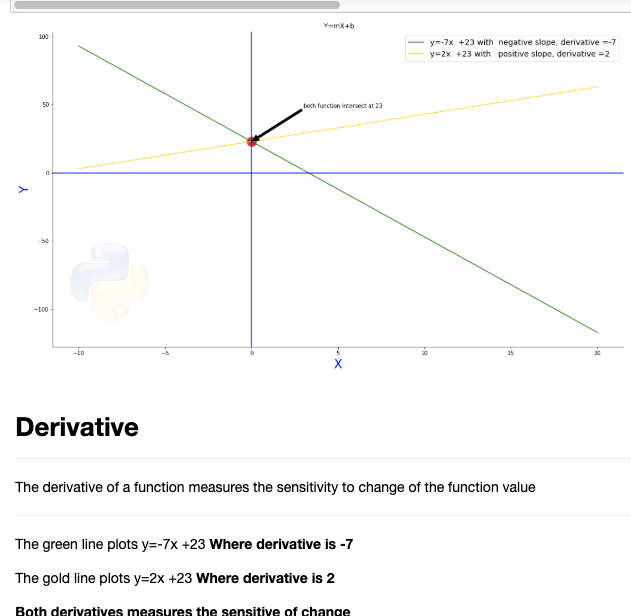 Y=mX+b
100
50
0
−50
−100
Y
y=-7x +23 with negative slope, derivative =-7
y=2x +23 with positive slope, derivative =2
both function intersect at 23
−10
−5
0
5
10
15
20
X
Derivative
The derivative of a function measures the sensitivity to change of the function value
The green line plots y=-7x +23 Where derivative is -7
The gold line plots y=2x +23 Where derivative is 2
Both derivatives measures the sensitive of change